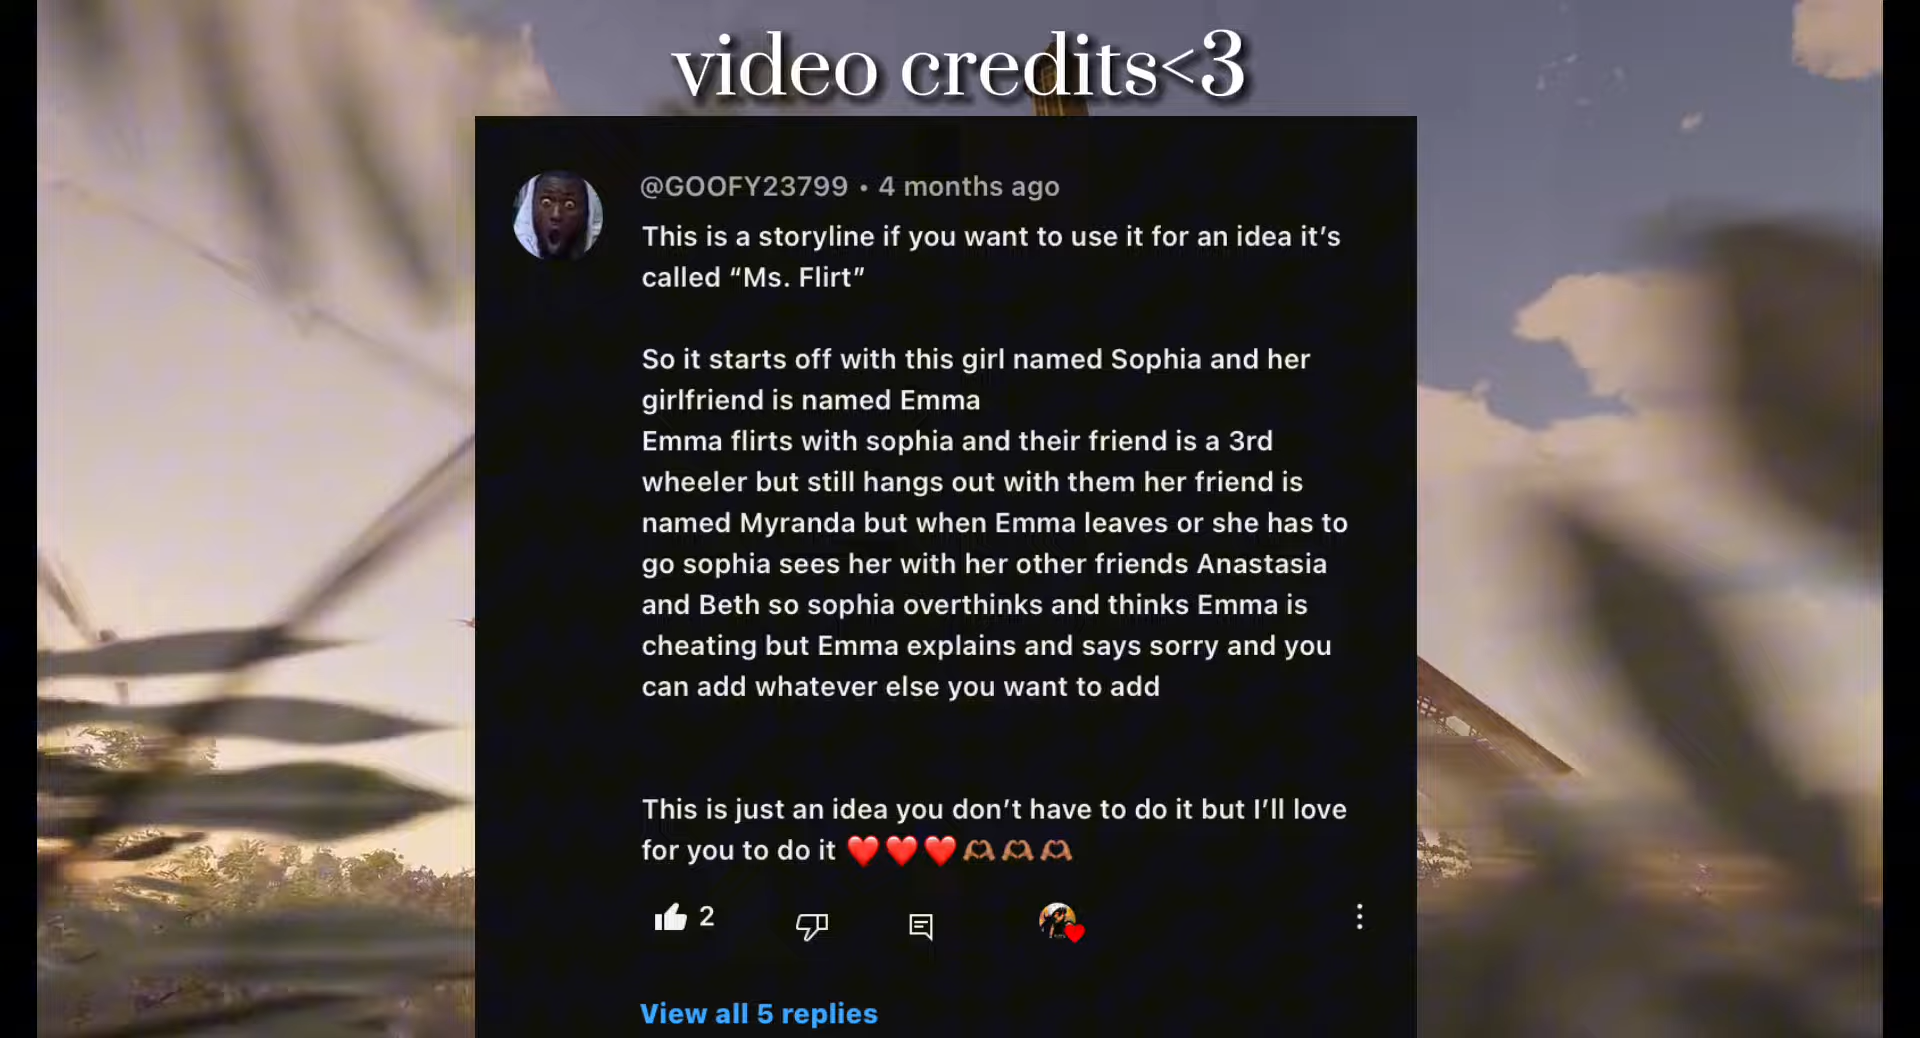 video credits<3
@GOOFY23799 • 4 months ago
This is a storyline if you want to use it for an idea it’s
called “Ms. Flirt”
So it starts off with this girl named Sophia and her
girlfriend is named Emma
Emma flirts with sophia and their friend is a 3rd
wheeler but still hangs out with them her friend is
named Myranda but when Emma leaves or she has to
go sophia sees her with her other friends Anastasia
and Beth so sophia overthinks and thinks Emma is
cheating but Emma explains and says sorry and you
can add whatever else you want to add
This is just an idea you don’t have to do it but I’ll love
for you to do it ❤️❤️❤️🫶🏾🫶🏾🫶🏾
2
View all 5 replies